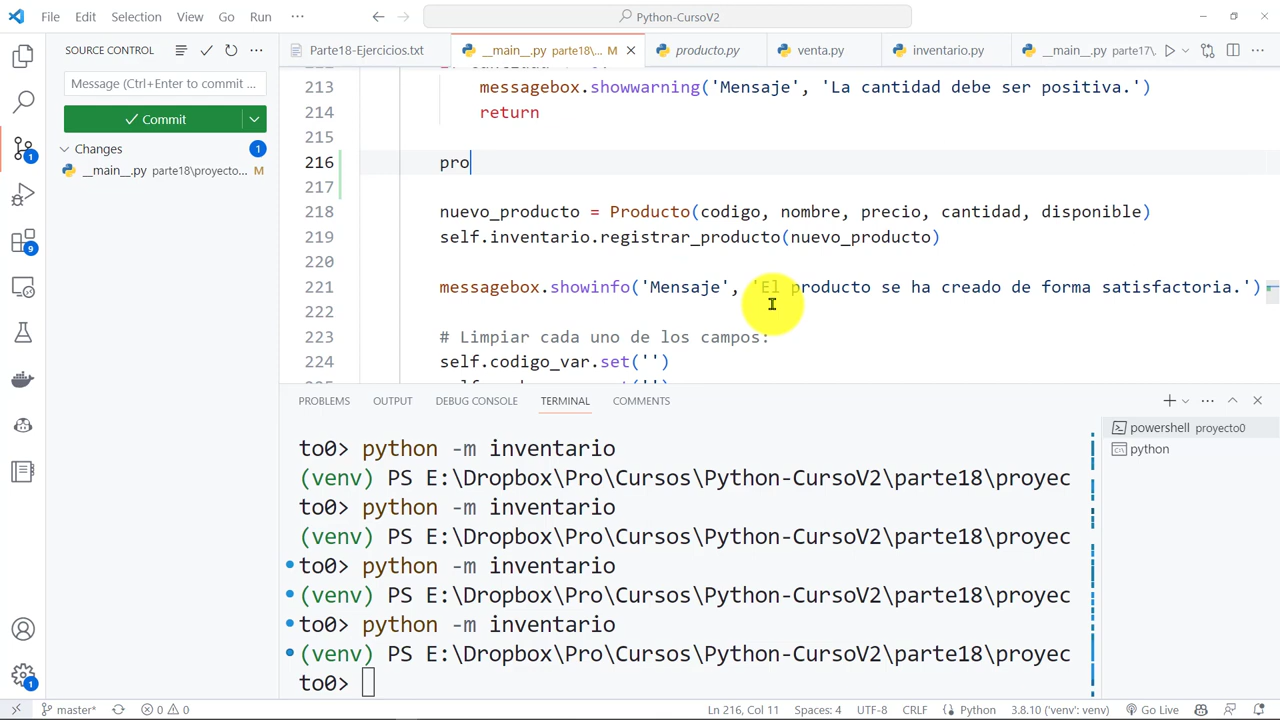 File Edit Selection View Go Run ··· Python-CursoV2
SOURCE CONTROL
Parte18-Ejercicios.txt
__main__.py parte18\... M
producto.py
venta.py
inventario.py
__main__.py parte17\.
Message (Ctrl+Enter to commit ...
Commit
Changes 1
__main__.py parte18\proyecto... M
1
9
1
213 messagebox.showwarning('Mensaje', 'La cantidad debe ser positiva.')
214 return
215
216 pro
217
218 nuevo_producto = Producto(codigo, nombre, precio, cantidad, disponible)
219 self.inventario.registrar_producto(nuevo_producto)
220
221 messagebox.showinfo('Mensaje', 'El producto se ha creado de forma satisfactoria.')
222
223 # Limpiar cada uno de los campos:
224 self.codigo_var.set('')
PROBLEMS OUTPUT DEBUG CONSOLE TERMINAL COMMENTS
powershell proyecto0
python
to0> python -m inventario
(venv) PS E:\Dropbox\Pro\Cursos\Python-CursoV2\parte18\proyec
to0> python -m inventario
(venv) PS E:\Dropbox\Pro\Cursos\Python-CursoV2\parte18\proyec
to0> python -m inventario
(venv) PS E:\Dropbox\Pro\Cursos\Python-CursoV2\parte18\proyec
to0> python -m inventario
(venv) PS E:\Dropbox\Pro\Cursos\Python-CursoV2\parte18\proyec
to0>
master* 0 0 Ln 216, Col 11 Spaces: 4 UTF-8 CRLF Python 3.8.10 ('venv': venv) Go Live